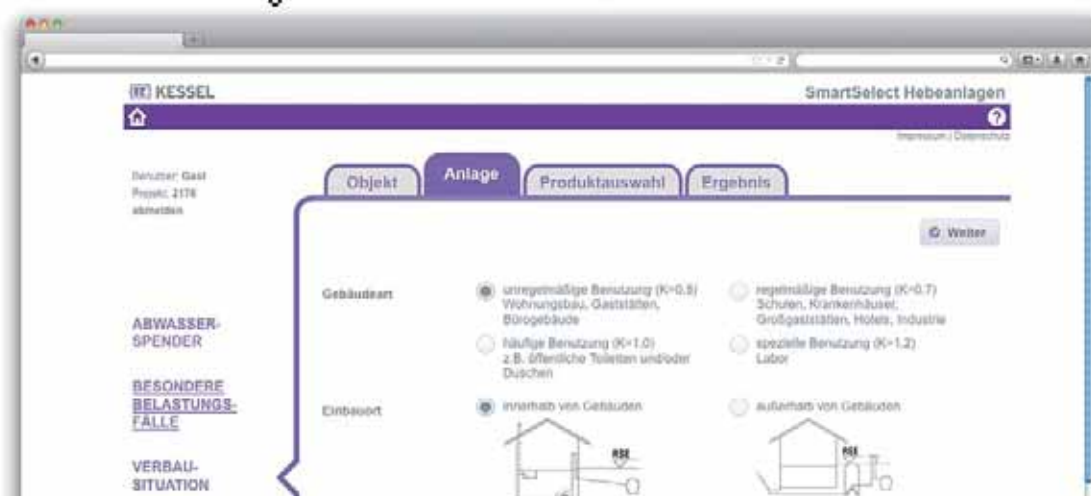 KESSEL
SmartSelect Hebeanlagen
Impressum | Datenschutz
Benutzer: Gast
Projekt: 2176
abmelden
Objekt
Anlage
Produktauswahl
Ergebnis
Weiter
Gebäudeart
unregelmäßige Benutzung (K=0.5)
Wohnungsbau, Gaststätten,
Bürogebäude
regelmäßige Benutzung (K=0.7)
Schulen, Krankenhäuser,
Großgaststätten, Hotels, Industrie
häufige Benutzung (K=1.0)
z.B. öffentliche Toiletten und/oder
Duschen
spezielle Benutzung (K=1.2)
Labor
ABWASSER-
SPENDER
BESONDERE
BELASTUNGS-
FÄLLE
VERBAU-
SITUATION
Einbauort
innerhalb von Gebäuden
außerhalb von Gebäuden
RSE
RSE